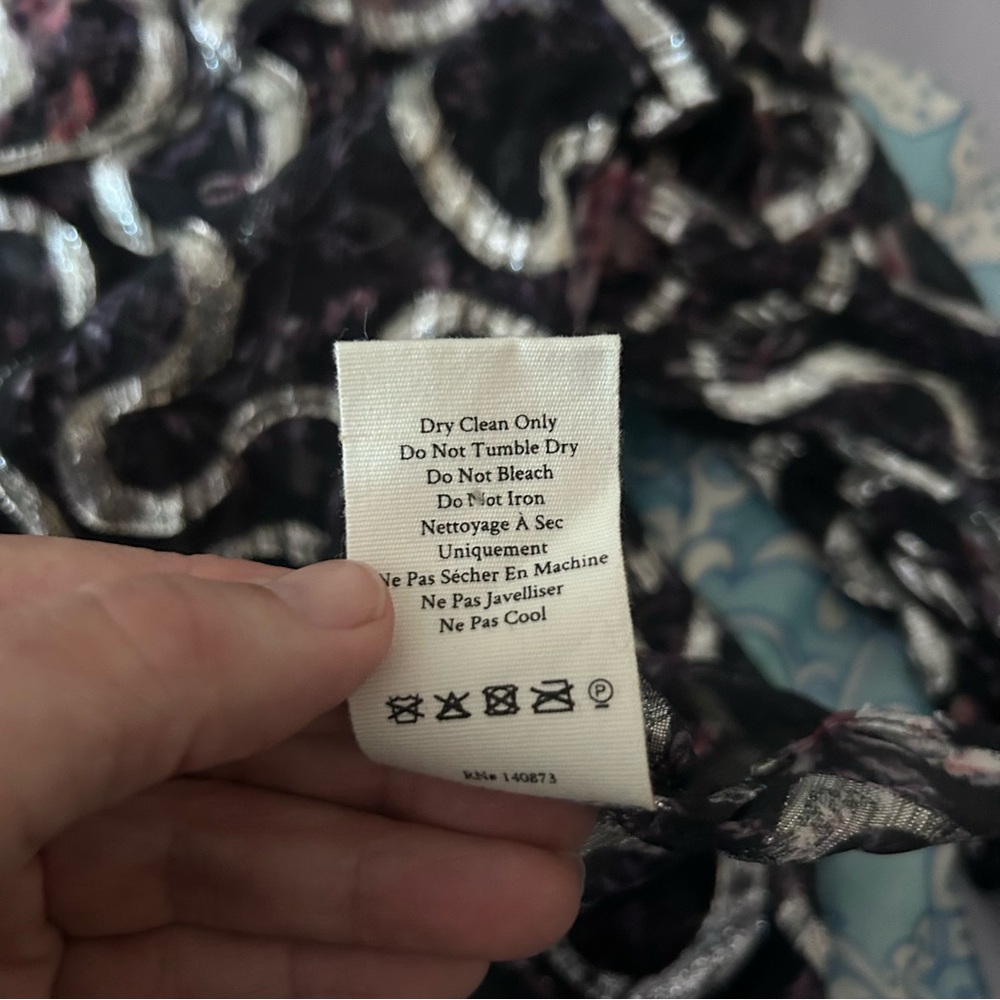 Dry Clean Only
Do Not Tumble Dry
Do Not Bleach
Do Not Iron
Nettoyage À Sec
Uniquement
Ne Pas Sécher En Machine
Ne Pas Javelliser
Ne Pas Cool
P
RN# 140873